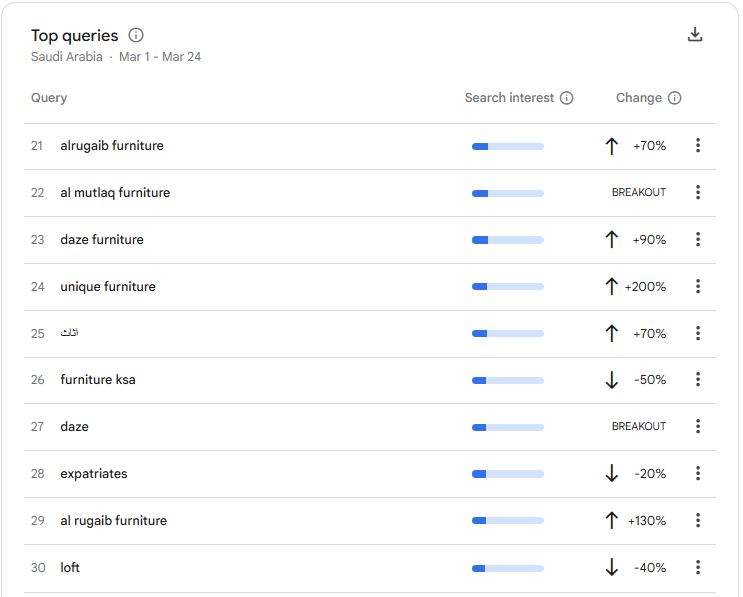 Top queries
Saudi Arabia · Mar 1 - Mar 24
Query Search interest Change
21 alrugaib furniture +70%
22 al mutlaq furniture BREAKOUT
23 daze furniture +90%
24 unique furniture +200%
25 اثاث +70%
26 furniture ksa -50%
27 daze BREAKOUT
28 expatriates -20%
29 al rugaib furniture +130%
30 loft -40%